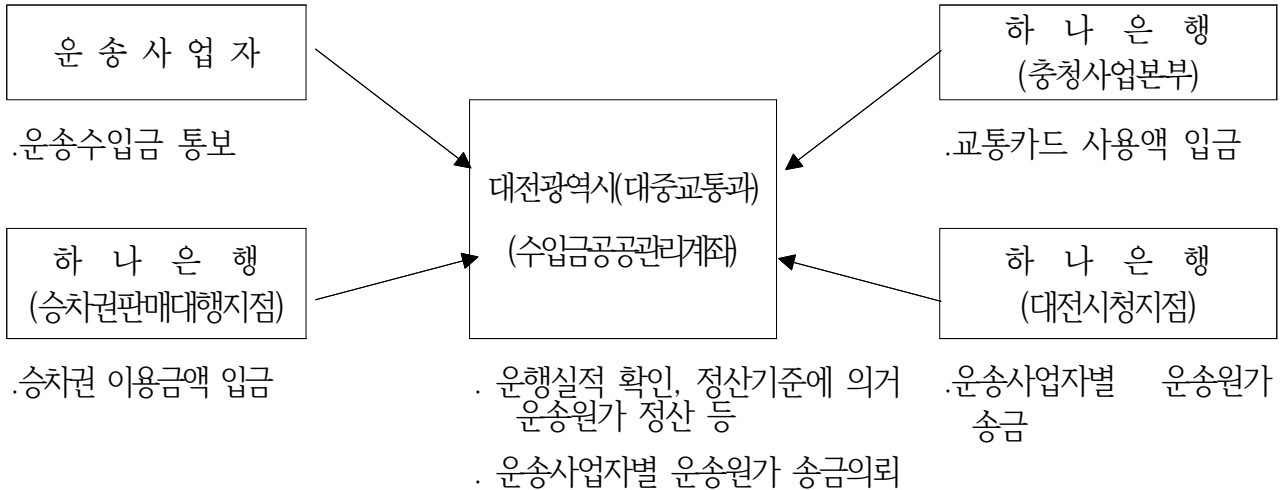 운 송 사 업 자
.운송수입금 통보
하 나 은 행
(충청사업본부)
.교통카드 사용액 입금
대전광역시(대중교통과)
(수입금공공관리계좌)
하 나 은 행
(승차권판매대행지점)
.승차권 이용금액 입금
하 나 은 행
(대전시청지점)
.운송사업자별 운송원가
송금
. 운행실적 확인, 정산기준에 의거
운송원가 정산 등
. 운송사업자별 운송원가 송금의뢰